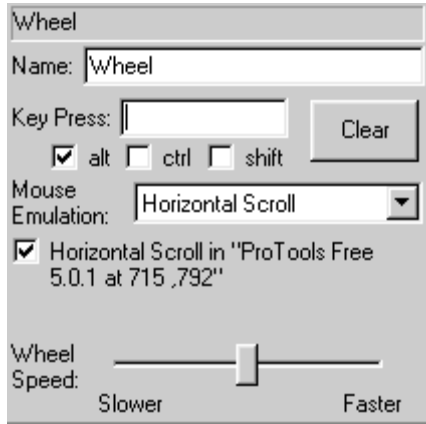 Wheel
Name: Wheel
Key Press:
Clear
alt ctrl shift
Mouse
Emulation: Horizontal Scroll
Horizontal Scroll in "ProTools Free
5.0.1 at 715 ,792"
Wheel
Speed:
Slower Faster